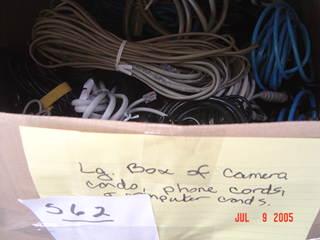 Lg. Box of Camera
cords, phone cords,
& computer cords.
562
JUL 9 2005